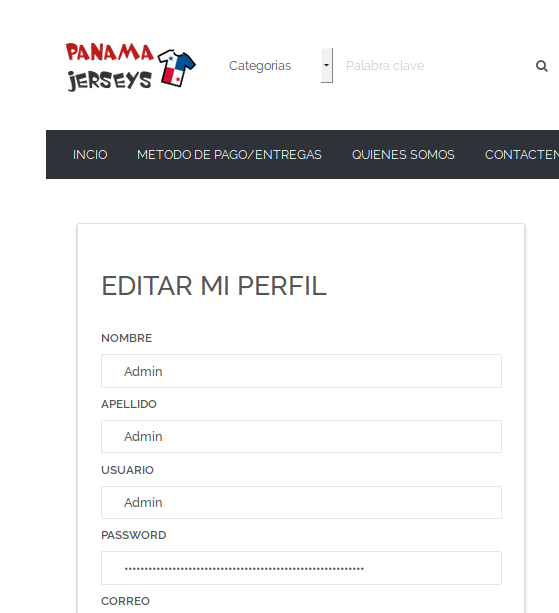 PANAMA
JERSEYS
Categorias
Palabra clave
INCIO METODO DE PAGO/ENTREGAS QUIENES SOMOS CONTACTEN
EDITAR MI PERFIL
NOMBRE
Admin
APELLIDO
Admin
USUARIO
Admin
PASSWORD
CORREO